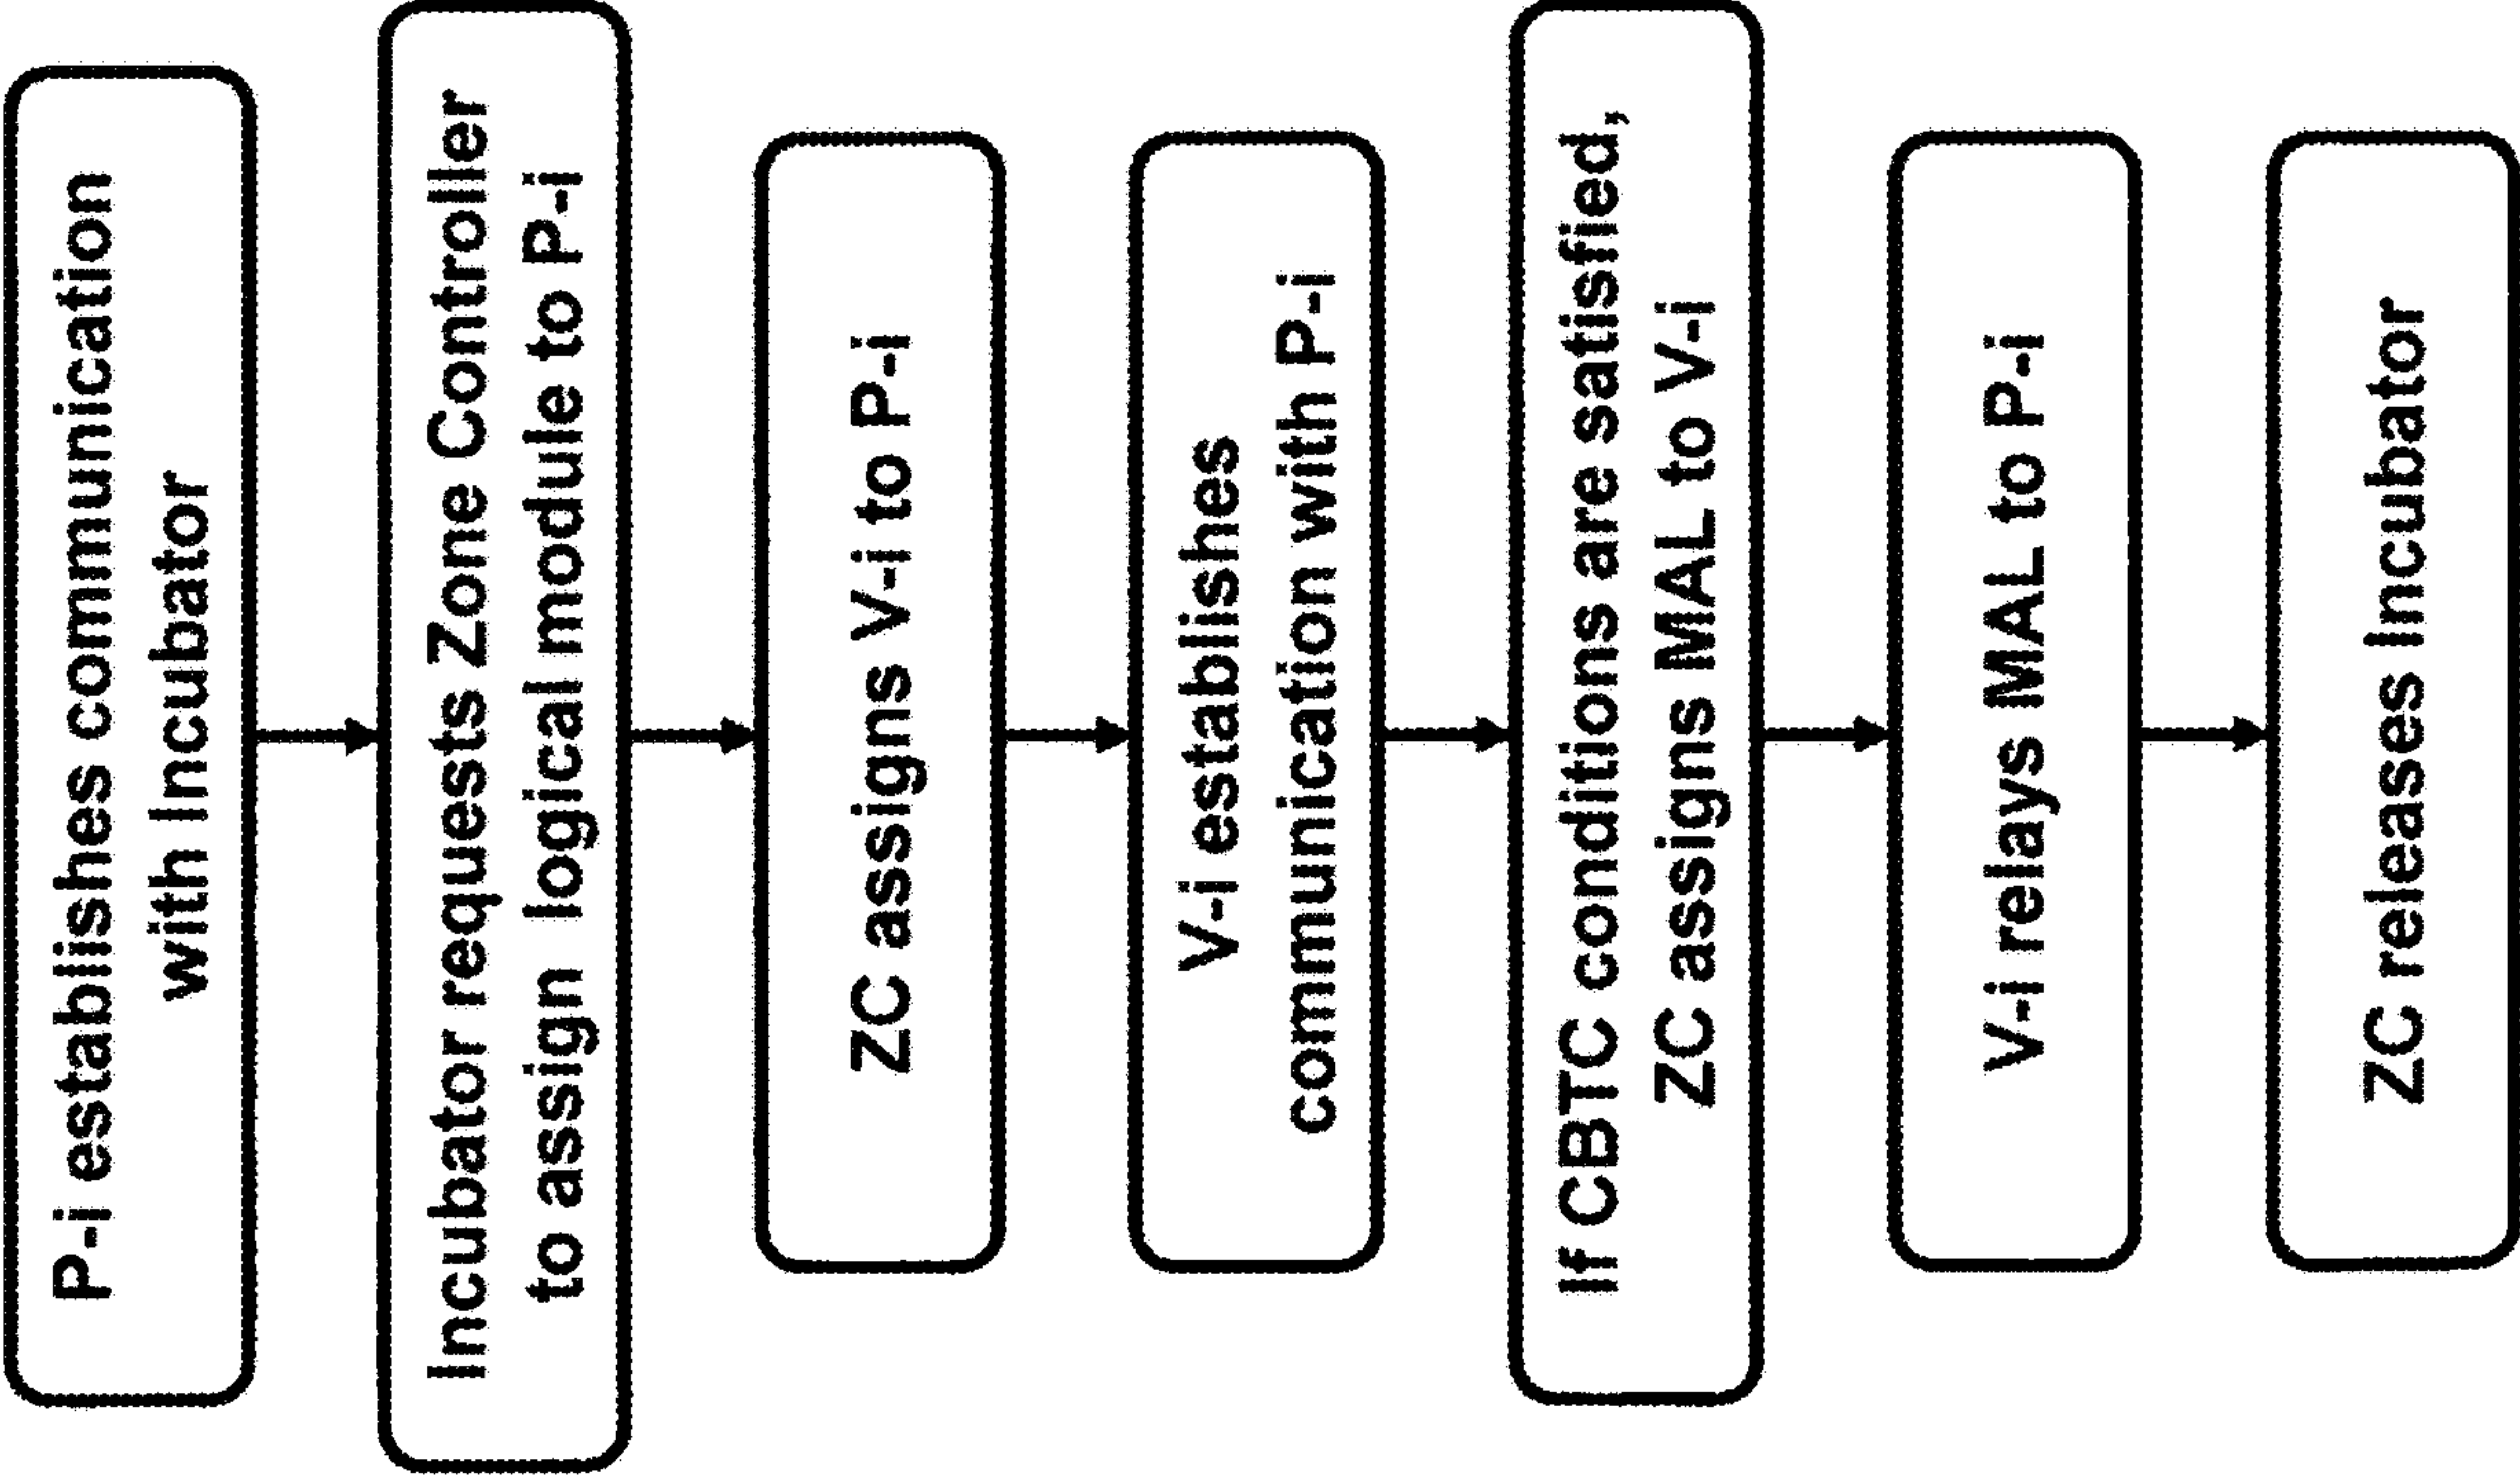 P-i establishes communication
with Incubator
Incubator requests Zone Controller
to assign logical module to P-i
ZC assigns V-i to P-i
V-i establishes
communication with P-i
If CBTC conditions are satisfied,
ZC assigns MAL to V-i
V-i relays MAL to P-i
ZC releases Incubator